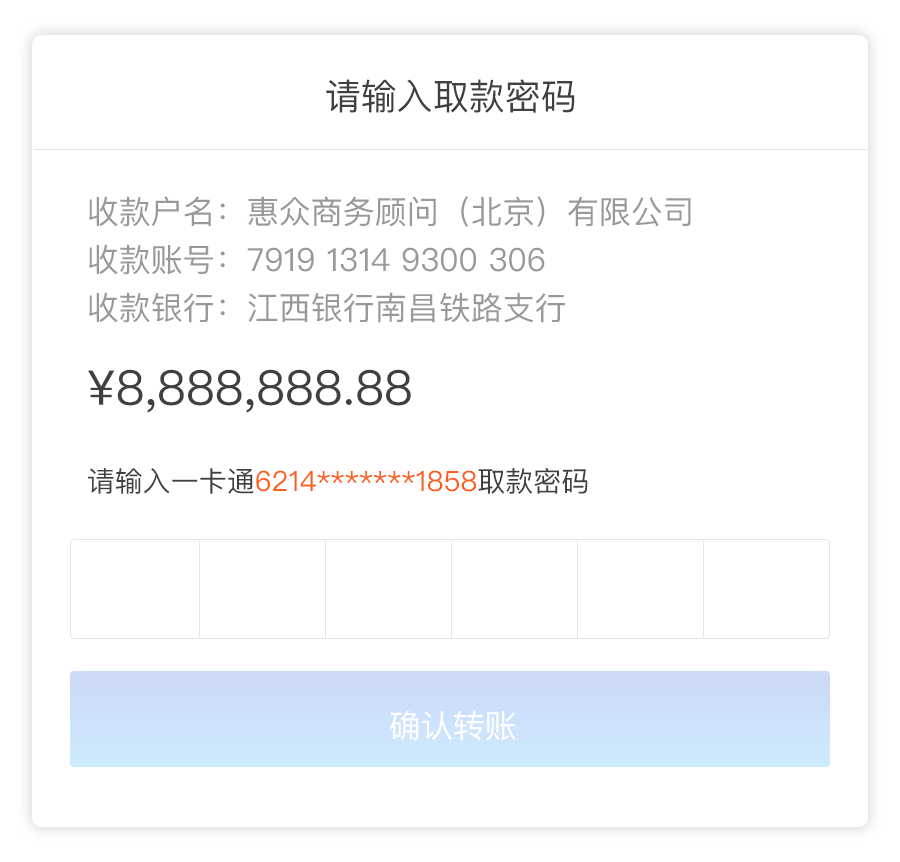 请输入取款密码
收款户名：惠众商务顾问（北京）有限公司
收款账号：7919 1314 9300 306
收款银行：江西银行南昌铁路支行
¥8,888,888.88
请输入一卡通6214*******1858取款密码
确认转账